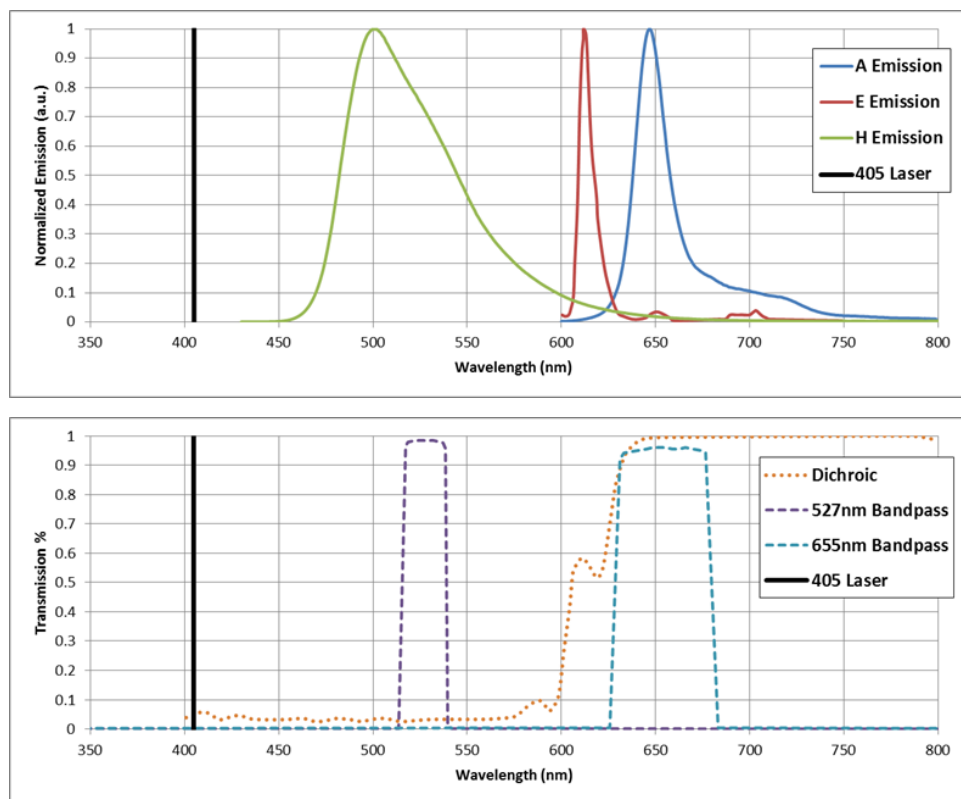 1
0.9
0.8
0.7
0.6
0.5
0.4
0.3
0.2
0.1
0
Normalized Emission (a.u.)
350 400 450 500 550 600 650 700 750 800
Wavelength (nm)
A Emission
E Emission
H Emission
405 Laser
1
0.9
0.8
0.7
0.6
0.5
0.4
0.3
0.2
0.1
0
Transmission %
350 400 450 500 550 600 650 700 750 800
Wavelength (nm)
Dichroic
527nm Bandpass
655nm Bandpass
405 Laser